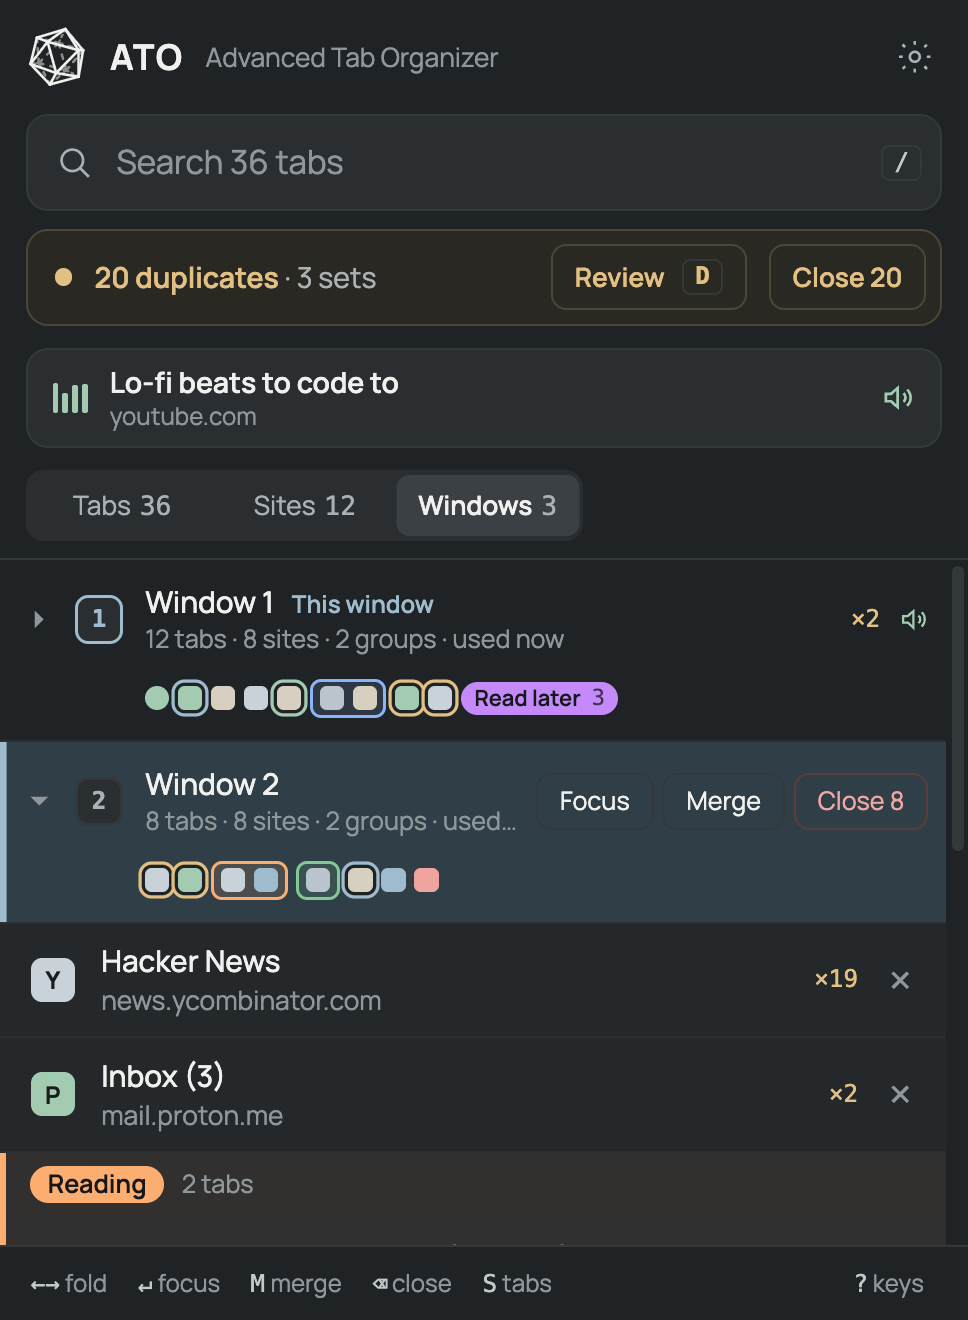 ATO Advanced Tab Organizer
Search 36 tabs /
20 duplicates · 3 sets Review D Close 20
Lo-fi beats to code to
youtube.com
Tabs 36 Sites 12 Windows 3
1 Window 1 This window ×2
12 tabs · 8 sites · 2 groups · used now
Read later 3
2 Window 2 Focus Merge Close 8
8 tabs · 8 sites · 2 groups · used...
Y Hacker News ×19 ×
news.ycombinator.com
P Inbox (3) ×2 ×
mail.proton.me
Reading 2 tabs
←→ fold ↵ focus M merge ⌫ close S tabs ? keys